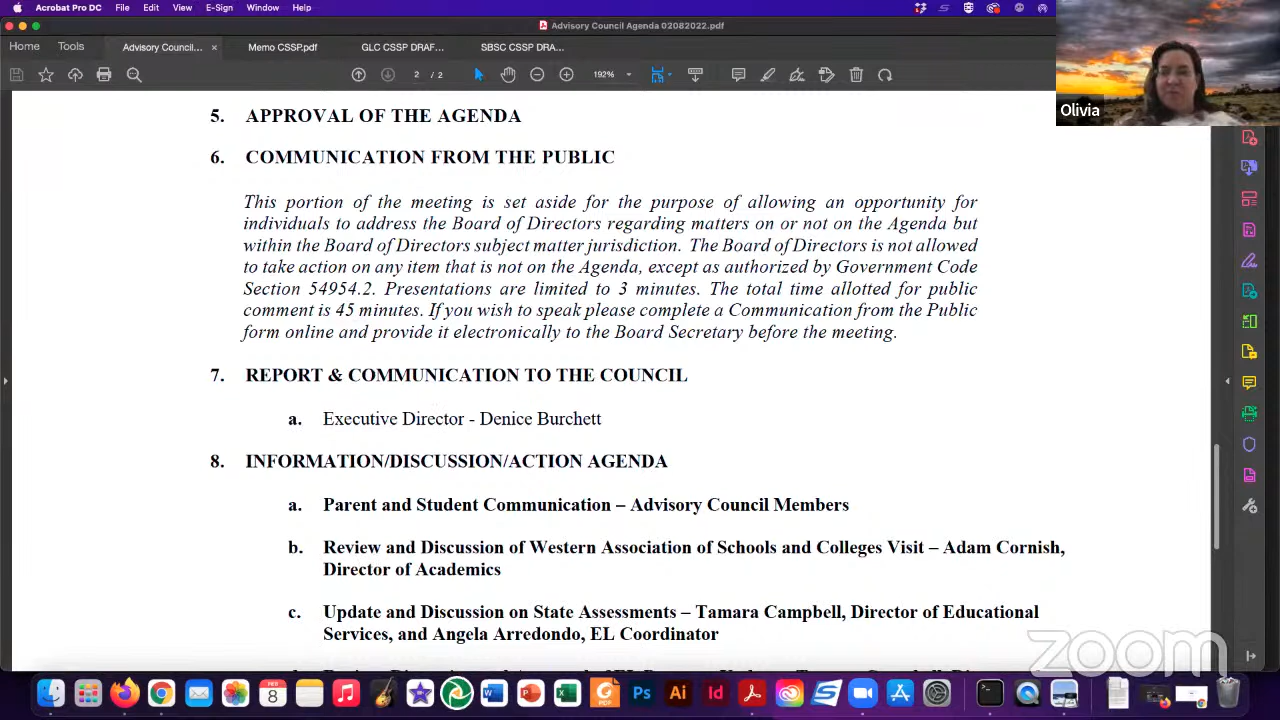 Acrobat Pro DC File Edit View E-Sign Window Help
Advisory Council Agenda 02082022.pdf
Home Tools Advisory Council... × Memo CSSP.pdf GLC CSSP DRAF... SBSC CSSP DRA...
2 / 2 192%
Olivia
5. APPROVAL OF THE AGENDA
6. COMMUNICATION FROM THE PUBLIC
This portion of the meeting is set aside for the purpose of allowing an opportunity for
individuals to address the Board of Directors regarding matters on or not on the Agenda but
within the Board of Directors subject matter jurisdiction. The Board of Directors is not allowed
to take action on any item that is not on the Agenda, except as authorized by Government Code
Section 54954.2. Presentations are limited to 3 minutes. The total time allotted for public
comment is 45 minutes. If you wish to speak please complete a Communication from the Public
form online and provide it electronically to the Board Secretary before the meeting.
7. REPORT & COMMUNICATION TO THE COUNCIL
a. Executive Director - Denice Burchett
8. INFORMATION/DISCUSSION/ACTION AGENDA
a. Parent and Student Communication – Advisory Council Members
b. Review and Discussion of Western Association of Schools and Colleges Visit – Adam Cornish,
Director of Academics
c. Update and Discussion on State Assessments – Tamara Campbell, Director of Educational
Services, and Angela Arredondo, EL Coordinator
zoom
FEB
8
PDF
Ps
Ai
Id